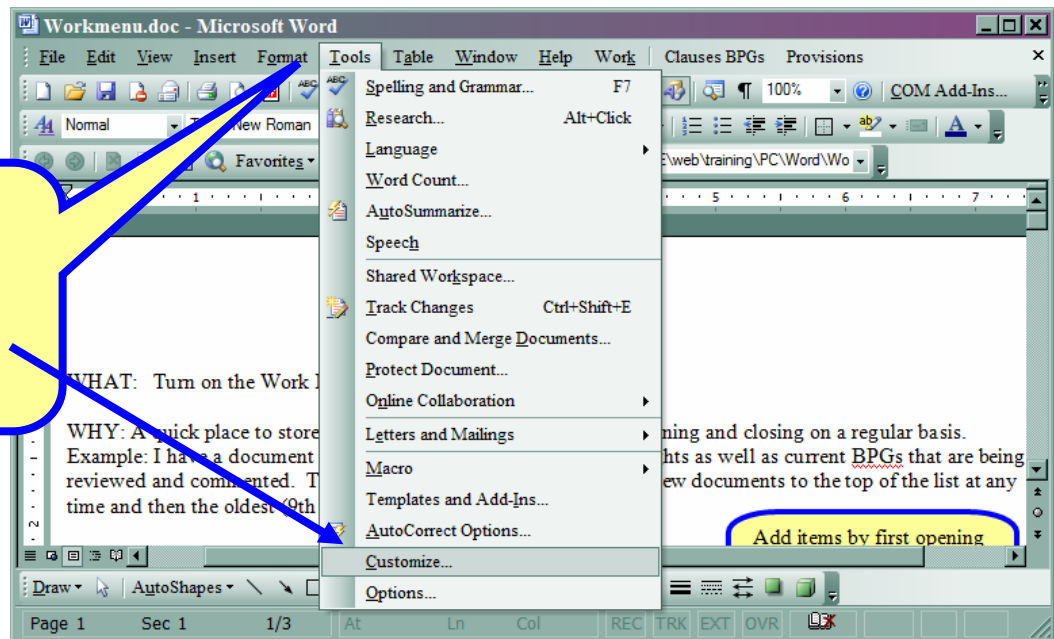 Workmenu.doc - Microsoft Word
File Edit View Insert Format Tools Table Window Help Work Clauses BPGs Provisions
100% COM Add-Ins...
Normal New Roman
Favorites E\web\training\PC\Word\Wo
1 5 6 7
Spelling and Grammar... F7
Research... Alt+Click
Language
Word Count...
AutoSummarize...
Speech
Shared Workspace...
Track Changes Ctrl+Shift+E
Compare and Merge Documents...
Protect Document...
Online Collaboration
Letters and Mailings
Macro
Templates and Add-Ins...
AutoCorrect Options...
Customize...
Options...
WHAT: Turn on the Work
WHY: A quick place to store ning and closing on a regular basis.
Example: I have a document hts as well as current BPGs that are being
reviewed and commented. T ew documents to the top of the list at any
time and then the oldest (9th
Add items by first opening
Draw AutoShapes
Page 1 Sec 1 1/3 At Ln Col REC TRK EXT OVR